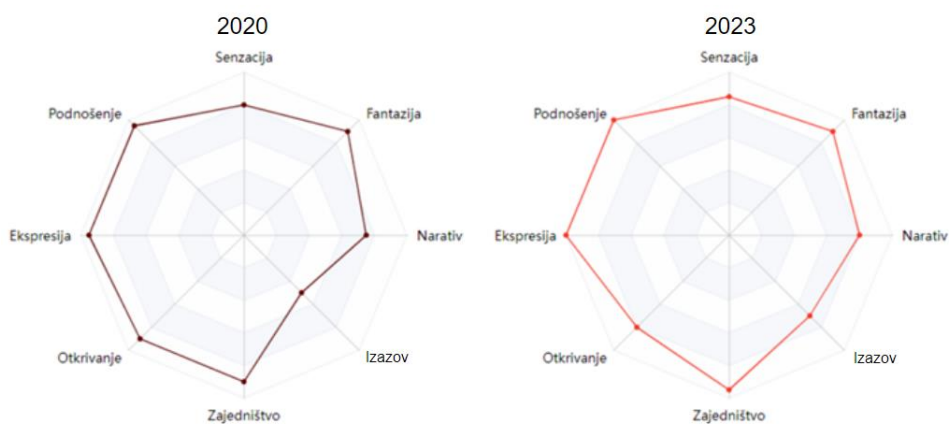 2020
Senzacija
Podnošenje
Fantazija
Ekspresija
Narativ
Otkrivanje
Izazov
Zajedništvo
2023
Senzacija
Podnošenje
Fantazija
Ekspresija
Narativ
Otkrivanje
Izazov
Zajedništvo